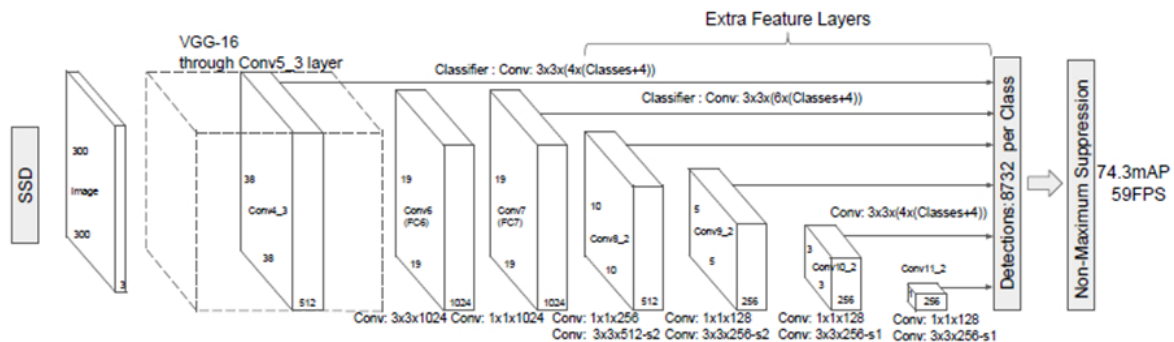 Extra Feature Layers
VGG-16
through Conv5_3 layer
Classifier : Conv: 3x3x(4x(Classes+4))
Classifier : Conv: 3x3x(6x(Classes+4))
SSD
300
Image
300
3
38
Conv4_3
38
512
19
Conv6
(FC6)
19
1024
19
Conv7
(FC7)
19
1024
10
Conv8_2
10
512
5
Conv9_2
5
256
Conv: 3x3x(4x(Classes+4))
3
Conv10_2
3
256
Conv11_2
256
Detections:8732 per Class
Non-Maximum Suppression
74.3mAP
59FPS
Conv: 3x3x1024
Conv: 1x1x1024
Conv: 1x1x256
Conv: 3x3x512-s2
Conv: 1x1x128
Conv: 3x3x256-s2
Conv: 1x1x128
Conv: 3x3x256-s1
Conv: 1x1x128
Conv: 3x3x256-s1